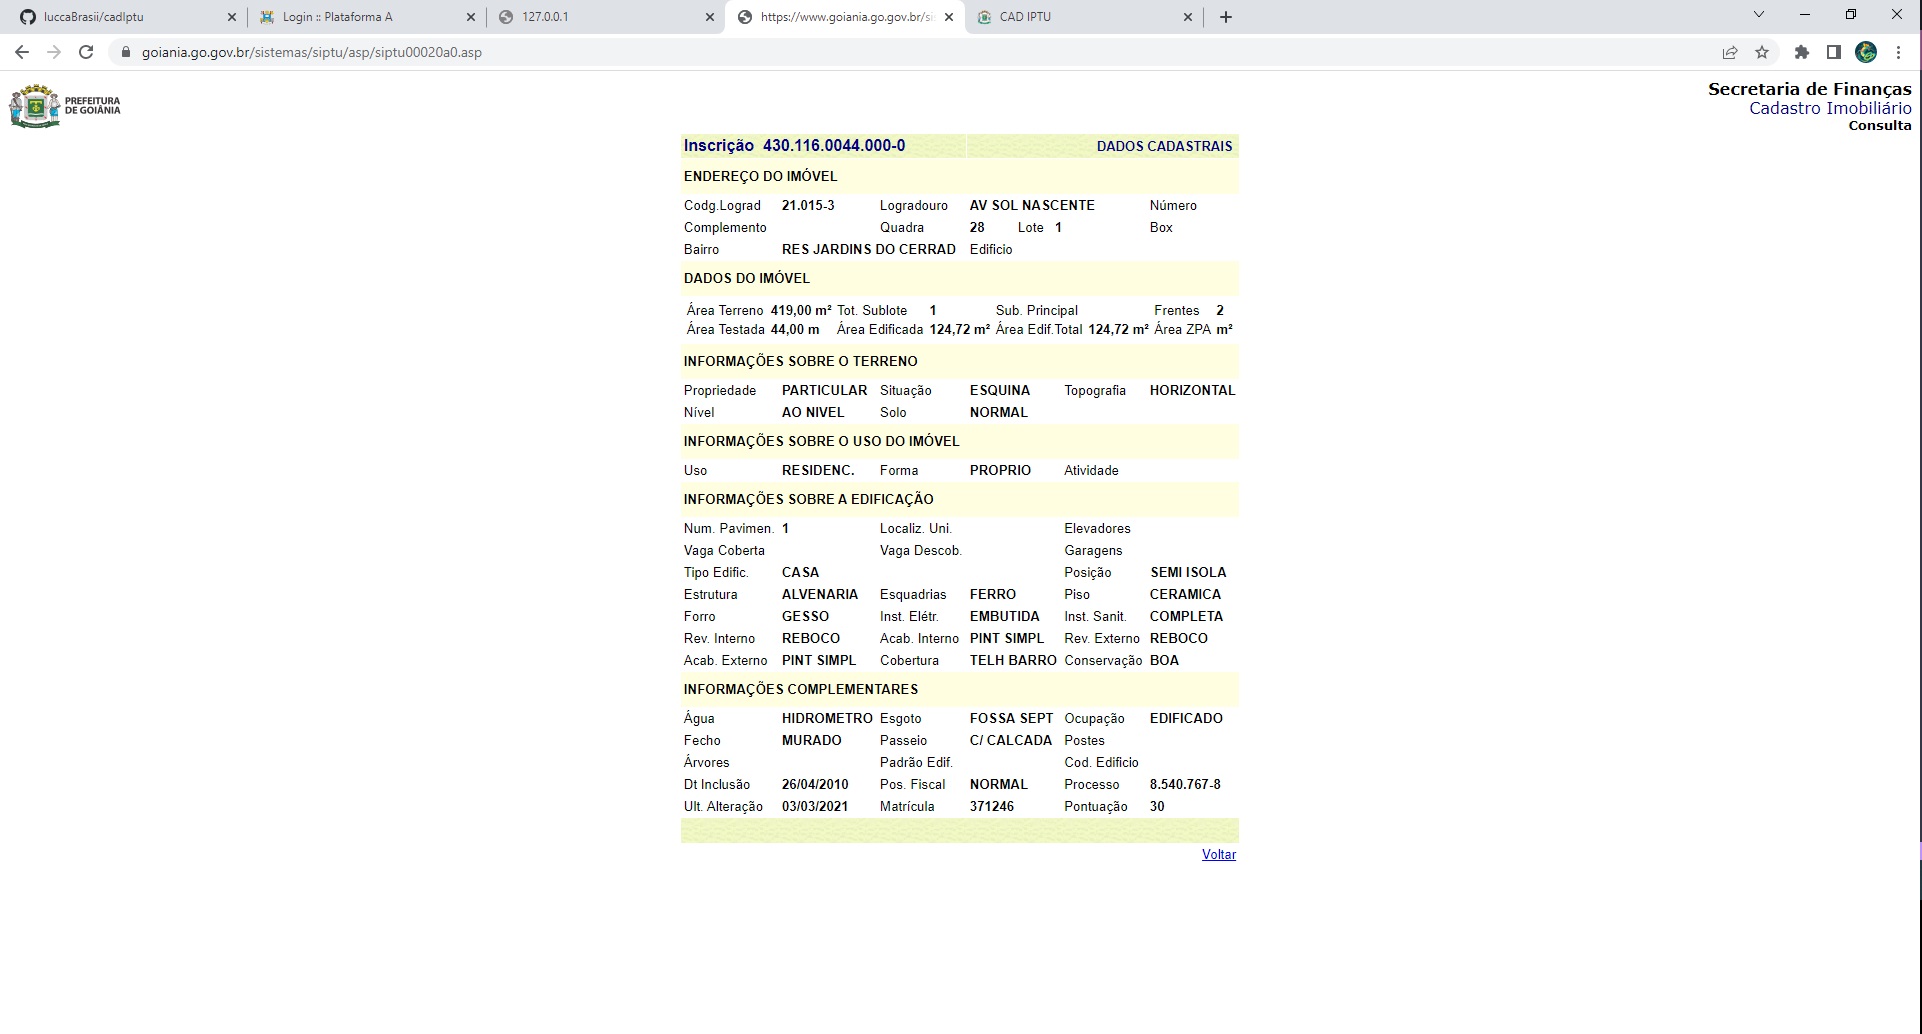 luccaBrasil/cadIptu
Login :: Plataforma A
127.0.0.1
https://www.goiania.go.gov.br/si
CAD IPTU
goiania.go.gov.br/sistemas/siptu/asp/siptu00020a0.asp
PREFEITURA
DE GOIÂNIA
Secretaria de Finanças
Cadastro Imobiliário
Consulta
Inscrição 430.116.0044.000-0 DADOS CADASTRAIS
ENDEREÇO DO IMÓVEL
Codg.Lograd 21.015-3 Logradouro AV SOL NASCENTE Número
Complemento Quadra 28 Lote 1 Box
Bairro RES JARDINS DO CERRAD Edificio
DADOS DO IMÓVEL
Área Terreno 419,00 m² Tot. Sublote 1 Sub. Principal Frentes 2
Área Testada 44,00 m Área Edificada 124,72 m² Área Edif.Total 124,72 m² Área ZPA m²
INFORMAÇÕES SOBRE O TERRENO
Propriedade PARTICULAR Situação ESQUINA Topografia HORIZONTAL
Nível AO NIVEL Solo NORMAL
INFORMAÇÕES SOBRE O USO DO IMÓVEL
Uso RESIDENC. Forma PROPRIO Atividade
INFORMAÇÕES SOBRE A EDIFICAÇÃO
Num. Pavimen. 1 Localiz. Uni. Elevadores
Vaga Coberta Vaga Descob. Garagens
Tipo Edific. CASA Posição SEMI ISOLA
Estrutura ALVENARIA Esquadrias FERRO Piso CERAMICA
Forro GESSO Inst. Elétr. EMBUTIDA Inst. Sanit. COMPLETA
Rev. Interno REBOCO Acab. Interno PINT SIMPL Rev. Externo REBOCO
Acab. Externo PINT SIMPL Cobertura TELH BARRO Conservação BOA
INFORMAÇÕES COMPLEMENTARES
Água HIDROMETRO Esgoto FOSSA SEPT Ocupação EDIFICADO
Fecho MURADO Passeio C/ CALCADA Postes
Árvores Padrão Edif. Cod. Edificio
Dt Inclusão 26/04/2010 Pos. Fiscal NORMAL Processo 8.540.767-8
Ult. Alteração 03/03/2021 Matrícula 371246 Pontuação 30
Voltar